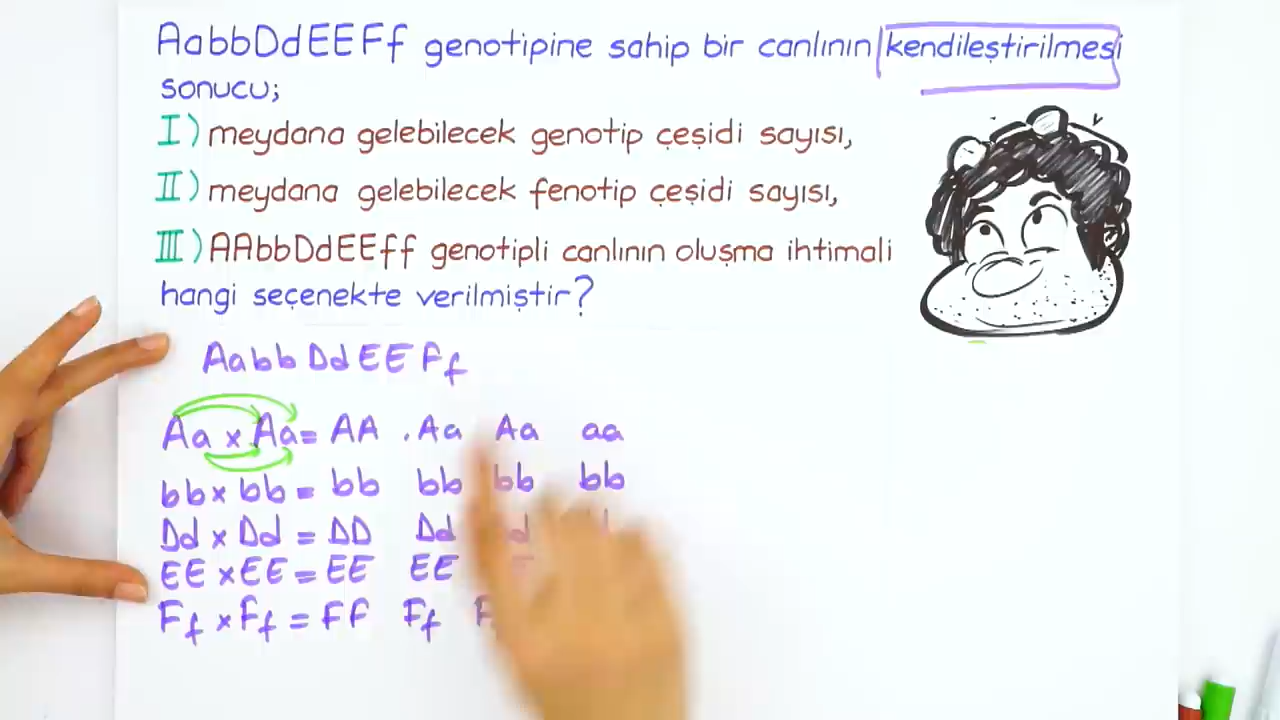 AabbDdEEFf genotipine sahip bir canlının kendileştirilmesi
sonucu;
I) meydana gelebilecek genotip çeşidi sayısı,
II) meydana gelebilecek fenotip çeşidi sayısı,
III) AAbbDdEEff genotipli canlının oluşma ihtimali
hangi seçenekte verilmiştir?
AabbDdEEFf
Aa x Aa = AA . Aa Aa aa
bb x bb = bb bb bb bb
Dd x Dd = DD Dd
EE x EE = EE EE
Ff x Ff = FF Ff